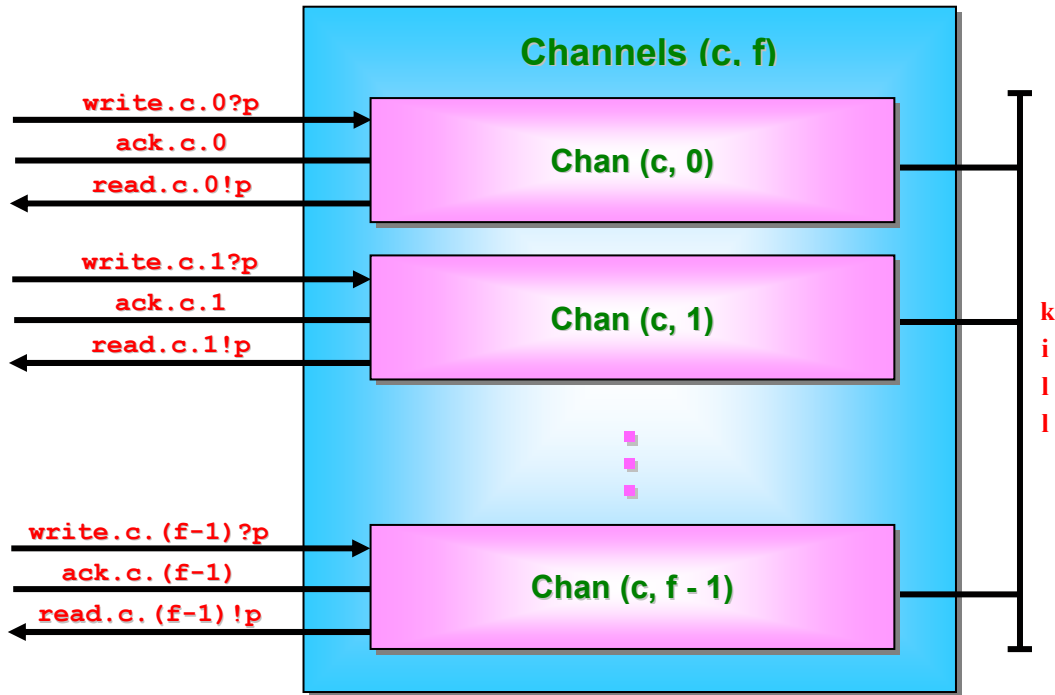 Channels (c, f)
write.c.0?p
ack.c.0
read.c.0!p
Chan (c, 0)
write.c.1?p
ack.c.1
read.c.1!p
Chan (c, 1)
write.c.(f-1)?p
ack.c.(f-1)
read.c.(f-1)!p
Chan (c, f - 1)
k
i
l
l